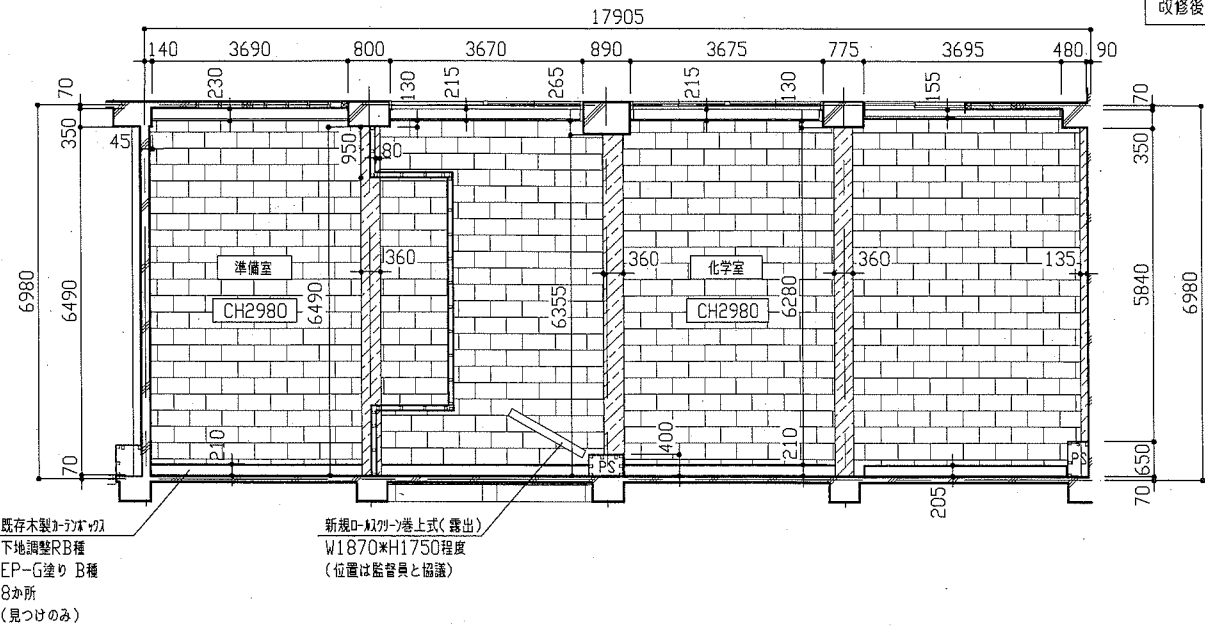 改修後
17905
140 3690 800 3670 890 3675 775 3695 480 90
70 230 130 215 265 215 130 155 70
350 45 950 80 350
準備室 360 360 化学室 360 135
6980 6490 CH2980 6490 6355 CH2980 6280 5840 6980
210 400 210 650
70 PS PS 70
205
既存木製カーテンボックス
下地調整RB種
EP-G塗り B種
8か所
(見つけのみ)
新規ロールスクリーン巻上式(露出)
W1870*H1750程度
(位置は監督員と協議)